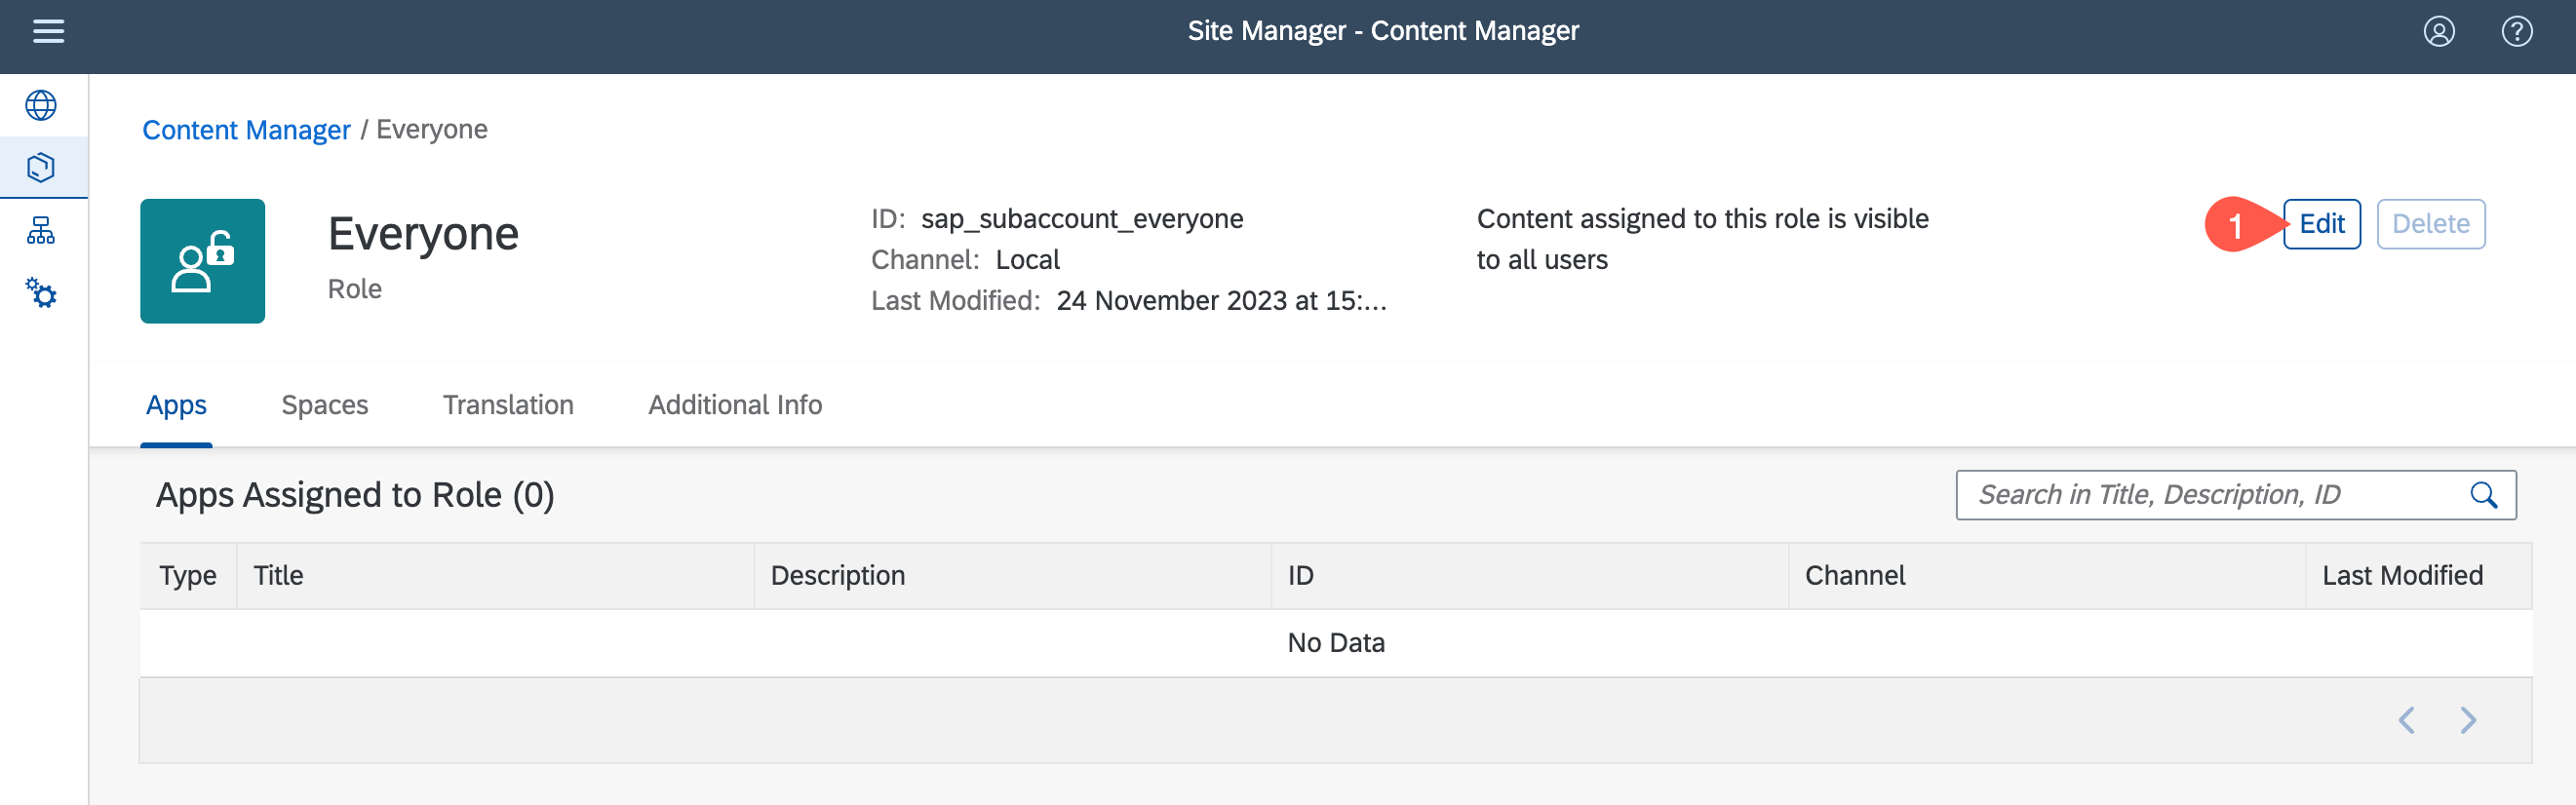 Site Manager - Content Manager
Content Manager / Everyone
Everyone
Role
ID: sap_subaccount_everyone
Channel: Local
Last Modified: 24 November 2023 at 15:...
Content assigned to this role is visible
to all users
1
Edit
Delete
Apps
Spaces
Translation
Additional Info
Apps Assigned to Role (0)
Search in Title, Description, ID
Type
Title
Description
ID
Channel
Last Modified
No Data